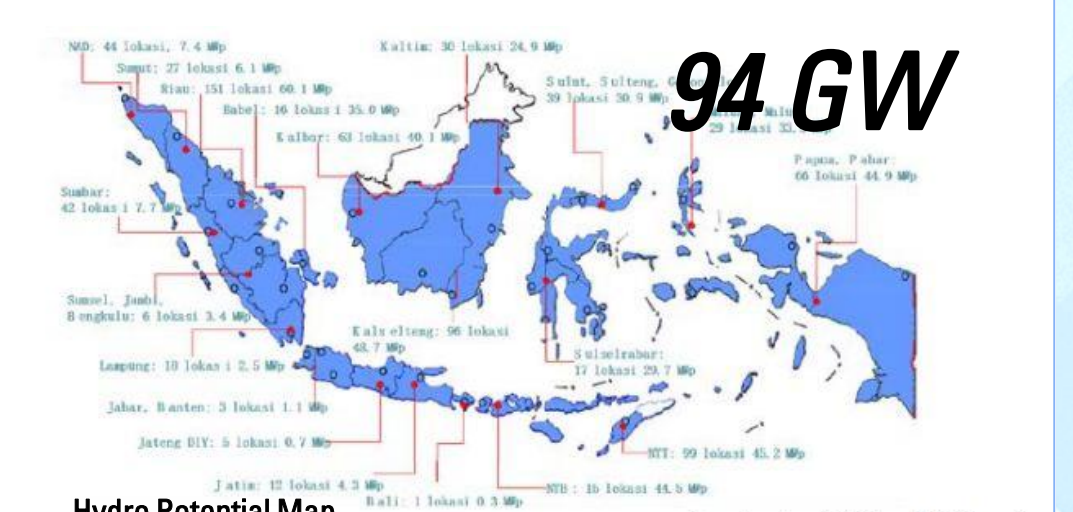 NAD: 44 lokasi, 7.4 MWp
Sumut: 27 lokasi 6.1 MWp
Riau: 151 lokasi 60.1 MWp
Babel: 16 lokasi 35.0 MWp
Kalbar: 63 lokasi 40.1 MWp
Kaltim: 30 lokasi 24.9 MWp
Sulut, Sulteng,
39 lokasi 30.9 MWp
94 GW
29 lokasi
Papua, Pabar:
66 lokasi 44.9 MWp
Sumbar:
42 lokasi 7.7 MWp
Sumsel, Jambi,
Bengkulu: 6 lokasi 3.4 MWp
Lampung: 18 lokasi 2.5 MWp
Kalselteng: 96 lokasi
48.7 MWp
Sulselrabar:
17 lokasi 29.7 MWp
Jabar, Banten: 3 lokasi 1.1 MWp
Jateng DIY: 5 lokasi 0.7 MWp
Jatim: 12 lokasi 4.3 MWp
Bali: 1 lokasi 0.3 MWp
NTB: 15 lokasi 44.5 MWp
NTT: 99 lokasi 45.2 MWp
Hydro Potential Map